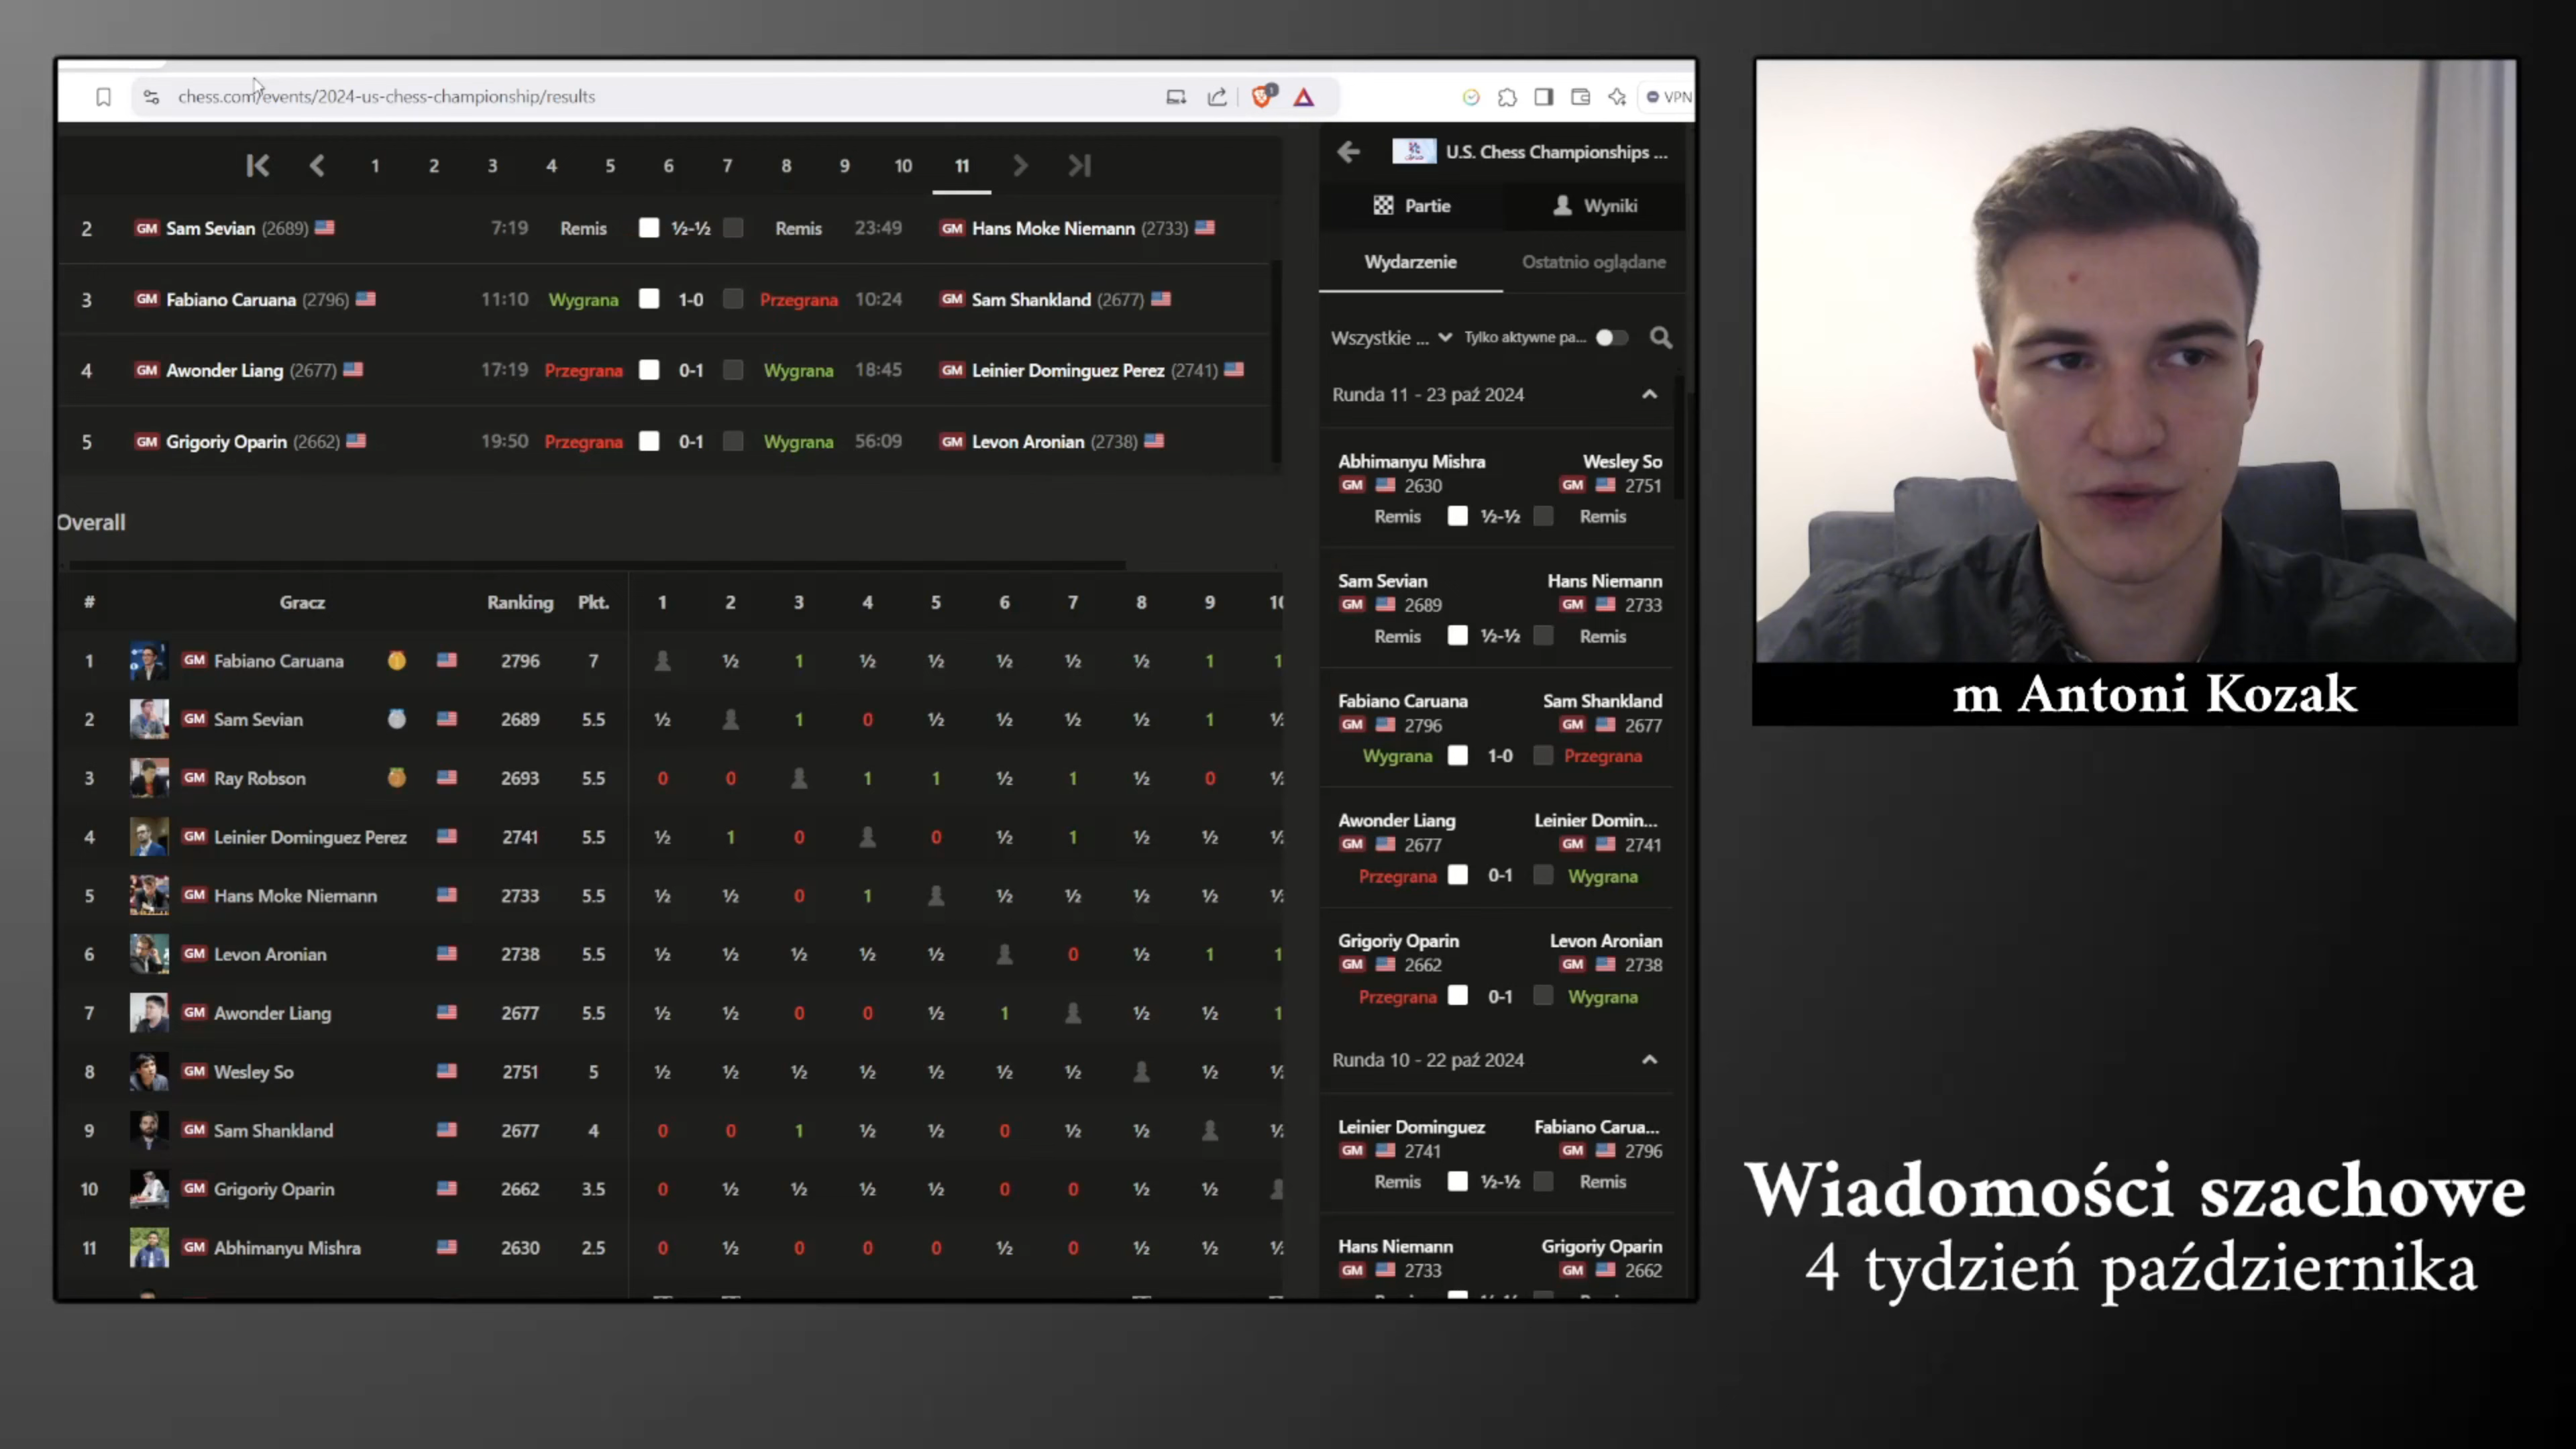 chess.com/events/2024-us-chess-championship/results
VPN
1 2 3 4 5 6 7 8 9 10 11
2 GM Sam Sevian (2689) 7:19 Remis ½-½ Remis 23:49 GM Hans Moke Niemann (2733)
3 GM Fabiano Caruana (2796) 11:10 Wygrana 1-0 Przegrana 10:24 GM Sam Shankland (2677)
4 GM Awonder Liang (2677) 17:19 Przegrana 0-1 Wygrana 18:45 GM Leinier Dominguez Perez (2741)
5 GM Grigoriy Oparin (2662) 19:50 Przegrana 0-1 Wygrana 56:09 GM Levon Aronian (2738)
Overall
# Gracz Ranking Pkt. 1 2 3 4 5 6 7 8 9 10
1 GM Fabiano Caruana 2796 7 ½ 1 ½ ½ ½ ½ ½ 1 1
2 GM Sam Sevian 2689 5.5 ½ 1 0 ½ ½ ½ ½ 1 ½
3 GM Ray Robson 2693 5.5 0 0 1 1 ½ 1 ½ 0 ½
4 GM Leinier Dominguez Perez 2741 5.5 ½ 1 0 0 ½ 1 ½ ½ ½
5 GM Hans Moke Niemann 2733 5.5 ½ ½ 0 1 ½ ½ ½ ½ ½
6 GM Levon Aronian 2738 5.5 ½ ½ ½ ½ ½ 0 ½ 1 1
7 GM Awonder Liang 2677 5.5 ½ ½ 0 0 ½ 1 ½ ½ 1
8 GM Wesley So 2751 5 ½ ½ ½ ½ ½ ½ ½ ½ ½
9 GM Sam Shankland 2677 4 0 0 1 ½ ½ 0 ½ ½ ½
10 GM Grigoriy Oparin 2662 3.5 0 ½ ½ ½ ½ 0 0 ½ ½
11 GM Abhimanyu Mishra 2630 2.5 0 ½ 0 0 0 ½ 0 ½ ½ ½
U.S. Chess Championships ...
Partie Wyniki
Wydarzenie Ostatnio oglądane
Wszystkie ... Tylko aktywne pa...
Runda 11 - 23 paź 2024
Abhimanyu Mishra Wesley So
GM 2630 GM 2751
Remis ½-½ Remis
Sam Sevian Hans Niemann
GM 2689 GM 2733
Remis ½-½ Remis
Fabiano Caruana Sam Shankland
GM 2796 GM 2677
Wygrana 1-0 Przegrana
Awonder Liang Leinier Domin...
GM 2677 GM 2741
Przegrana 0-1 Wygrana
Grigoriy Oparin Levon Aronian
GM 2662 GM 2738
Przegrana 0-1 Wygrana
Runda 10 - 22 paź 2024
Leinier Dominguez Fabiano Carua...
GM 2741 GM 2796
Remis ½-½ Remis
Hans Niemann Grigoriy Oparin
GM 2733 GM 2662
m Antoni Kozak
Wiadomości szachowe
4 tydzień października